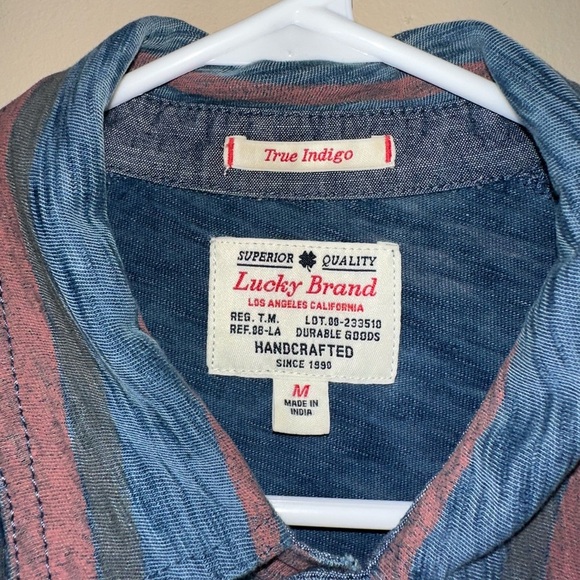 True Indigo
SUPERIOR QUALITY
Lucky Brand
LOS ANGELES CALIFORNIA
REG. T.M. LOT.00-233510
REF.08-LA DURABLE GOODS
HANDCRAFTED
SINCE 1990
M
MADE IN
INDIA